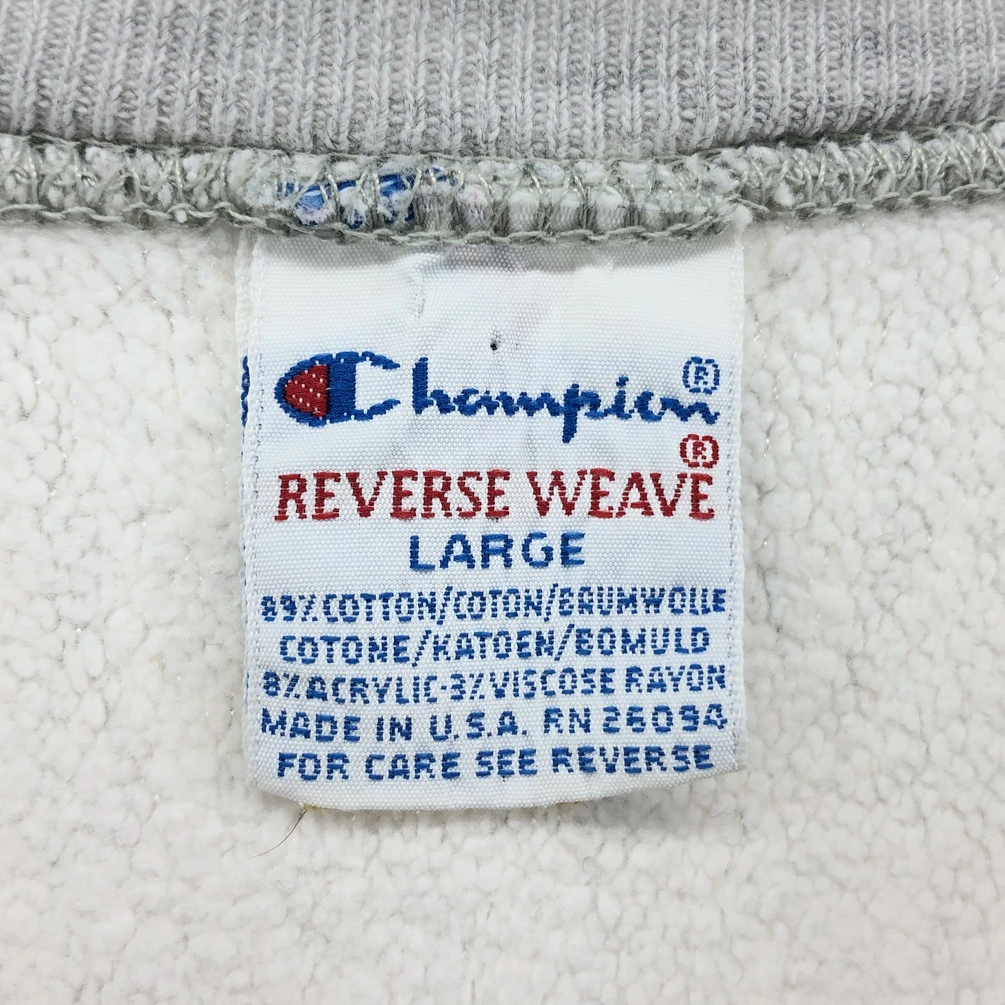 Champion®
REVERSE WEAVE®
LARGE
89% COTTON/COTON/BAUMWOLLE
COTONE/KATOEN/BOMULD
8% ACRYLIC-3% VISCOSE RAYON
MADE IN U.S.A. RN 26094
FOR CARE SEE REVERSE